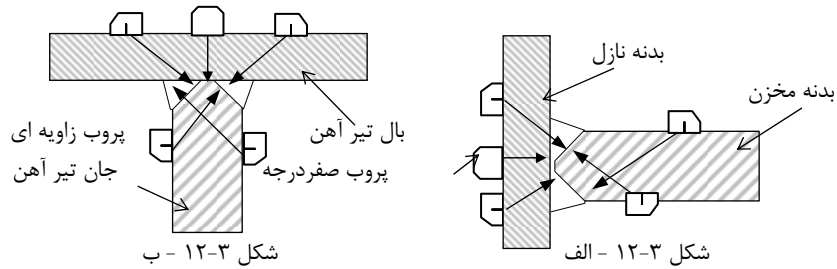 بدنه نازل
بدنه مخزن
بال تیر آهن
پروب زاویه ای
پروب صفردرجه
جان تیر آهن
شکل ۳-۱۲ - الف
شکل ۳-۱۲ - ب